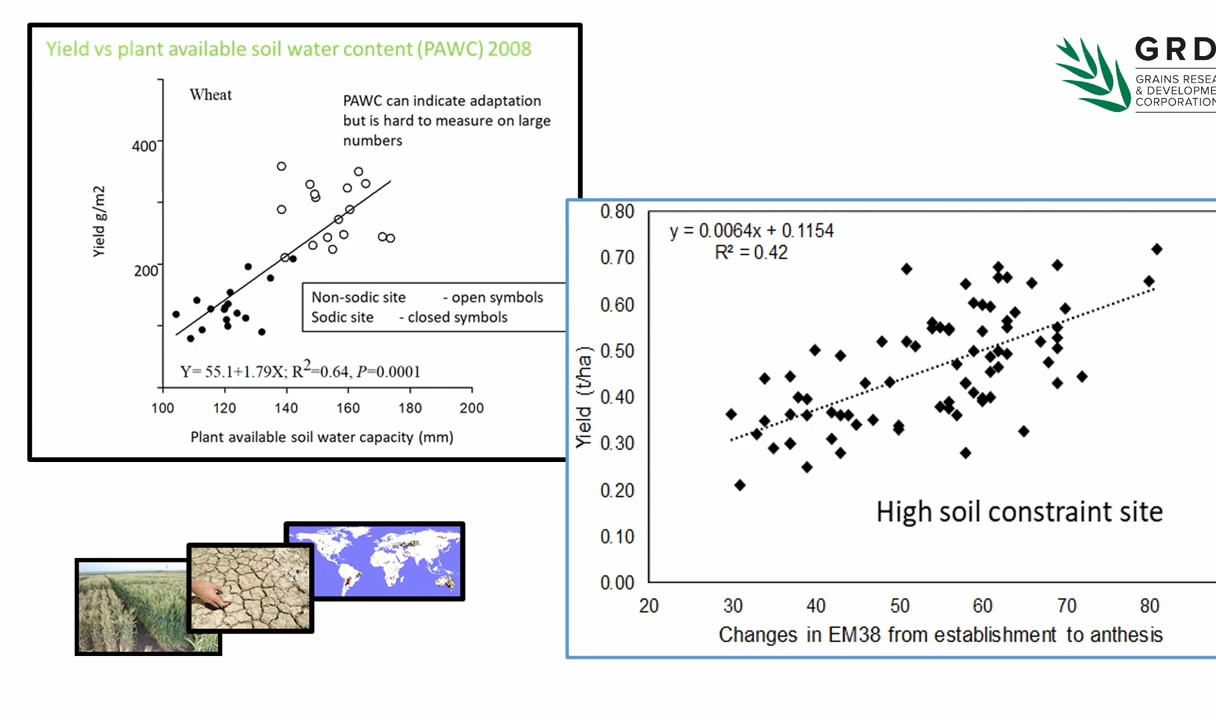 Yield vs plant available soil water content (PAWC) 2008
Wheat
PAWC can indicate adaptation
but is hard to measure on large
numbers
400
200
Yield g/m2
Non-sodic site - open symbols
Sodic site - closed symbols
Y= 55.1+1.79X; R2=0.64, P=0.0001
100 120 140 160 180 200
Plant available soil water capacity (mm)
GRD
GRAINS RESEA
& DEVELOPME
CORPORATION
y = 0.0064x + 0.1154
R² = 0.42
0.80
0.70
0.60
0.50
0.40
0.30
0.20
0.10
0.00
Yield (t/ha)
High soil constraint site
20 30 40 50 60 70 80
Changes in EM38 from establishment to anthesis